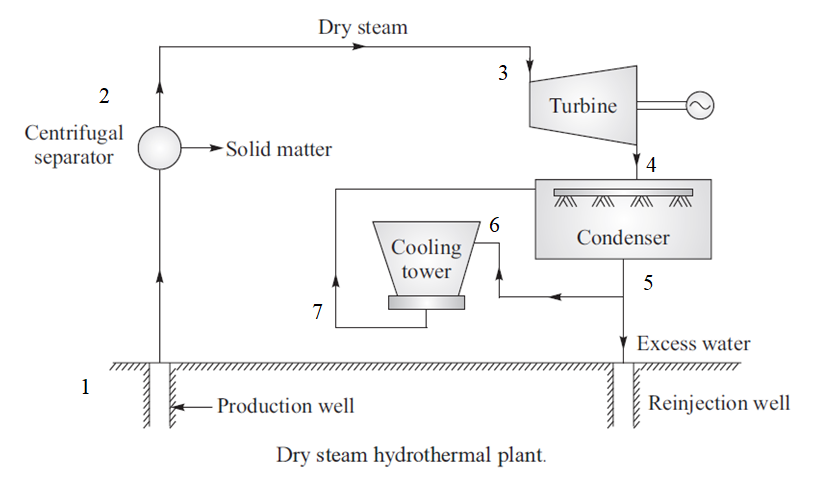 Dry steam
3
2
Turbine
Centrifugal
separator
Solid matter
4
6
Condenser
Cooling
tower
5
7
Excess water
1
Production well
Reinjection well
Dry steam hydrothermal plant.